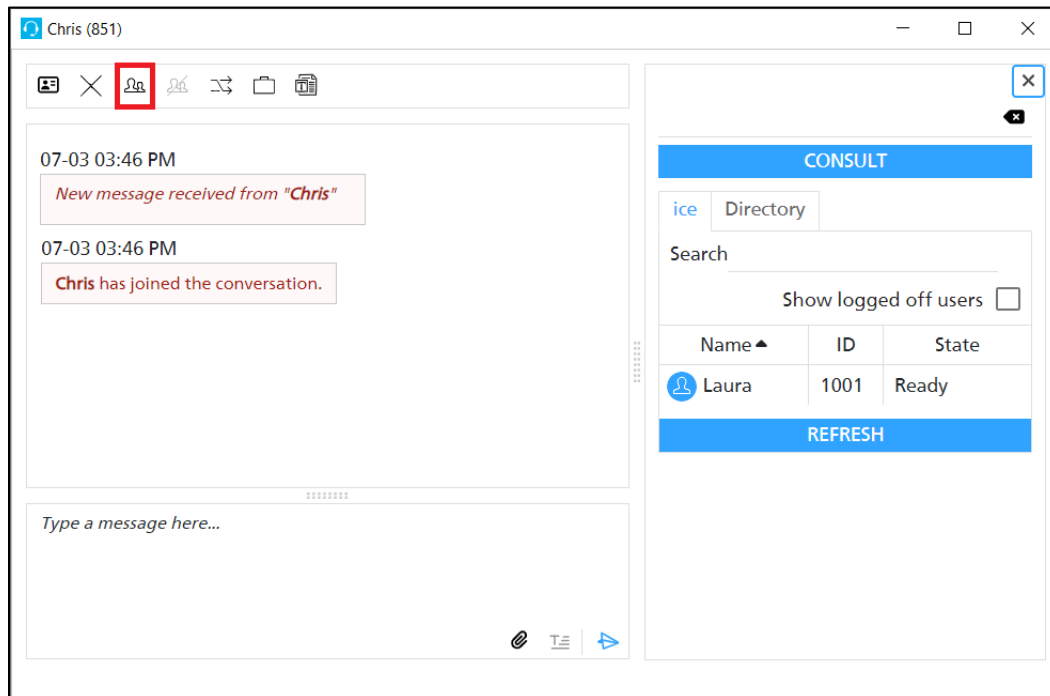 Chris (851)
07-03 03:46 PM
New message received from "Chris"
07-03 03:46 PM
Chris has joined the conversation.
Type a message here...
CONSULT
ice Directory
Search
Show logged off users
Name ID State
Laura 1001 Ready
REFRESH